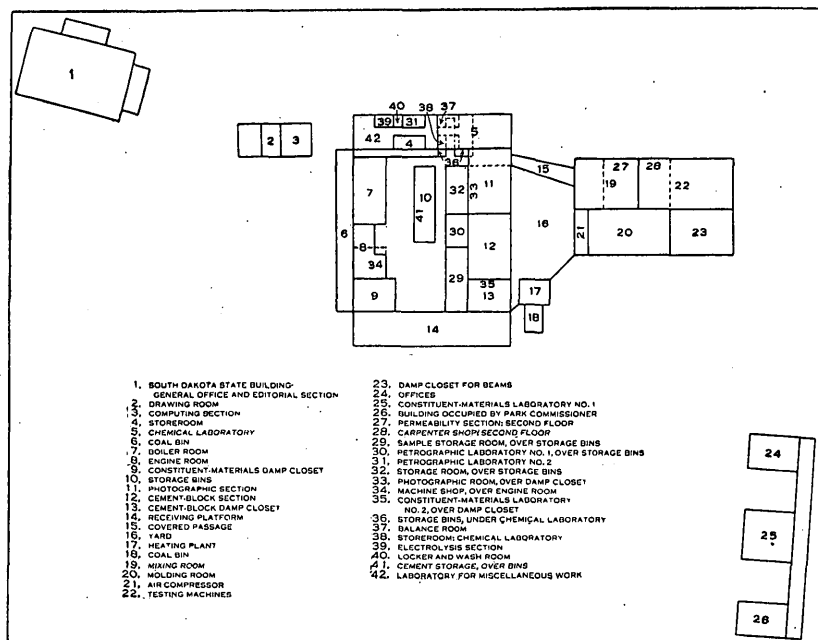 1
40
37
38
39
31
5
42
4
2
3
36
15
27
28
7
10
32
33
11
19
22
41
6
16
30
8
12
21
20
23
34
29
35
9
13
17
14
18
1. SOUTH DAKOTA STATE BUILDING-
GENERAL OFFICE AND EDITORIAL SECTION
2. DRAWING ROOM
3. COMPUTING SECTION
4. STOREROOM
5. CHEMICAL LABORATORY
6. COAL BIN
7. BOILER ROOM
8. ENGINE ROOM
9. CONSTITUENT-MATERIALS DAMP CLOSET
10. STORAGE BINS
11. PHOTOGRAPHIC SECTION
12. CEMENT-BLOCK SECTION
13. CEMENT-BLOCK DAMP CLOSET
14. RECEIVING PLATFORM
15. COVERED PASSAGE
16. YARD
17. HEATING PLANT
18. COAL BIN
19. MIXING ROOM
20. MOLDING ROOM
21. AIR COMPRESSOR
22. TESTING MACHINES
23. DAMP CLOSET FOR BEAMS
24. OFFICES
25. CONSTITUENT-MATERIALS LABORATORY NO. 1
26. BUILDING OCCUPIED BY PARK COMMISSIONER
27. PERMEABILITY SECTION: SECOND FLOOR
28. CARPENTER SHOP: SECOND FLOOR
29. SAMPLE STORAGE ROOM, OVER STORAGE BINS
30. PETROGRAPHIC LABORATORY NO. 1, OVER STORAGE BINS
31. PETROGRAPHIC LABORATORY NO. 2
32. STORAGE ROOM, OVER STORAGE BINS
33. PHOTOGRAPHIC ROOM, OVER DAMP CLOSET
34. MACHINE SHOP, OVER ENGINE ROOM
35. CONSTITUENT-MATERIALS LABORATORY
NO. 2, OVER DAMP CLOSET
36. STORAGE BINS, UNDER CHEMICAL LABORATORY
37. BALANCE ROOM
38. STOREROOM: CHEMICAL LABORATORY
39. ELECTROLYSIS SECTION
40. LOCKER AND WASH ROOM
41. CEMENT STORAGE, OVER BINS
42. LABORATORY FOR MISCELLANEOUS WORK
24
25
26